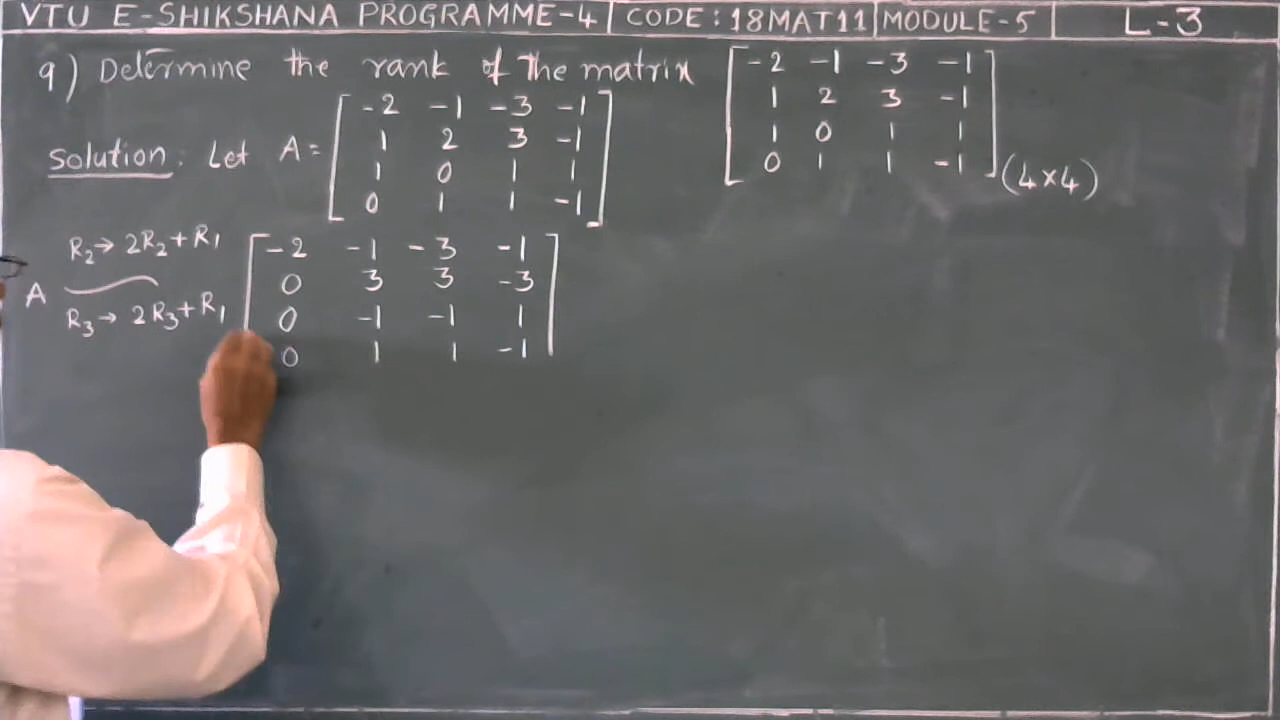 VTU E-SHIKSHANA PROGRAMME-4 CODE: 18MAT11 MODULE-5 L-3
9) Determine the rank of the matrix
-2 -1 -3 -1
1 2 3 -1
1 0 1 1
0 1 1 -1
(4×4)
Solution: Let A=
-2 -1 -3 -1
1 2 3 -1
1 0 1 1
0 1 1 -1
R₂→ 2R₂+R₁
A
R₃→ 2R₃+R₁
-2 -1 -3 -1
0 3 3 -3
0 -1 -1 1
0 1 1 -1